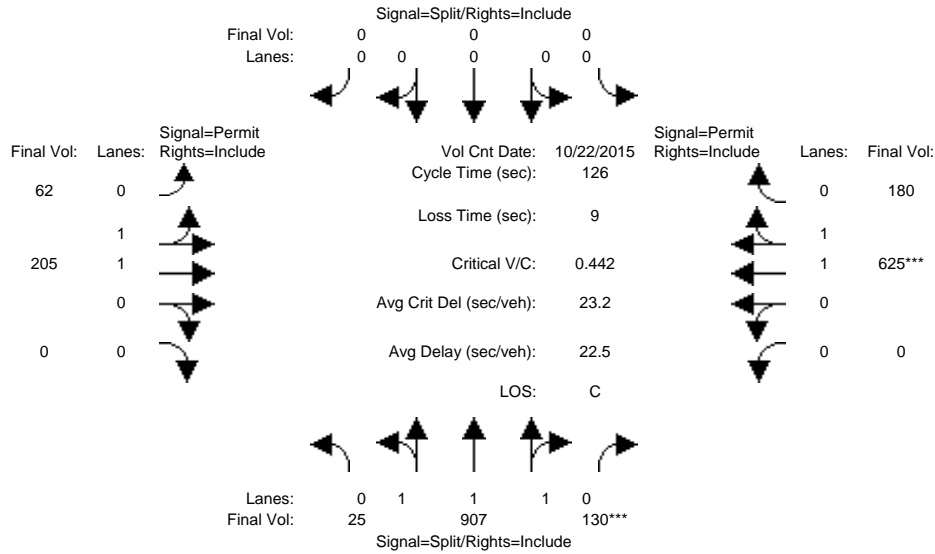 Signal=Split/Rights=Include
Final Vol: 0 0 0
Lanes: 0 0 0 0 0
Signal=Permit
Final Vol: Lanes: Rights=Include
Vol Cnt Date: 10/22/2015
Signal=Permit
Rights=Include Lanes: Final Vol:
Cycle Time (sec): 126
62 0
0 180
Loss Time (sec): 9
1
1
205 1
Critical V/C: 0.442
1 625***
0
Avg Crit Del (sec/veh): 23.2
0
0 0
Avg Delay (sec/veh): 22.5
0 0
LOS: C
Lanes: 0 1 1 1 0
Final Vol: 25 907 130***
Signal=Split/Rights=Include